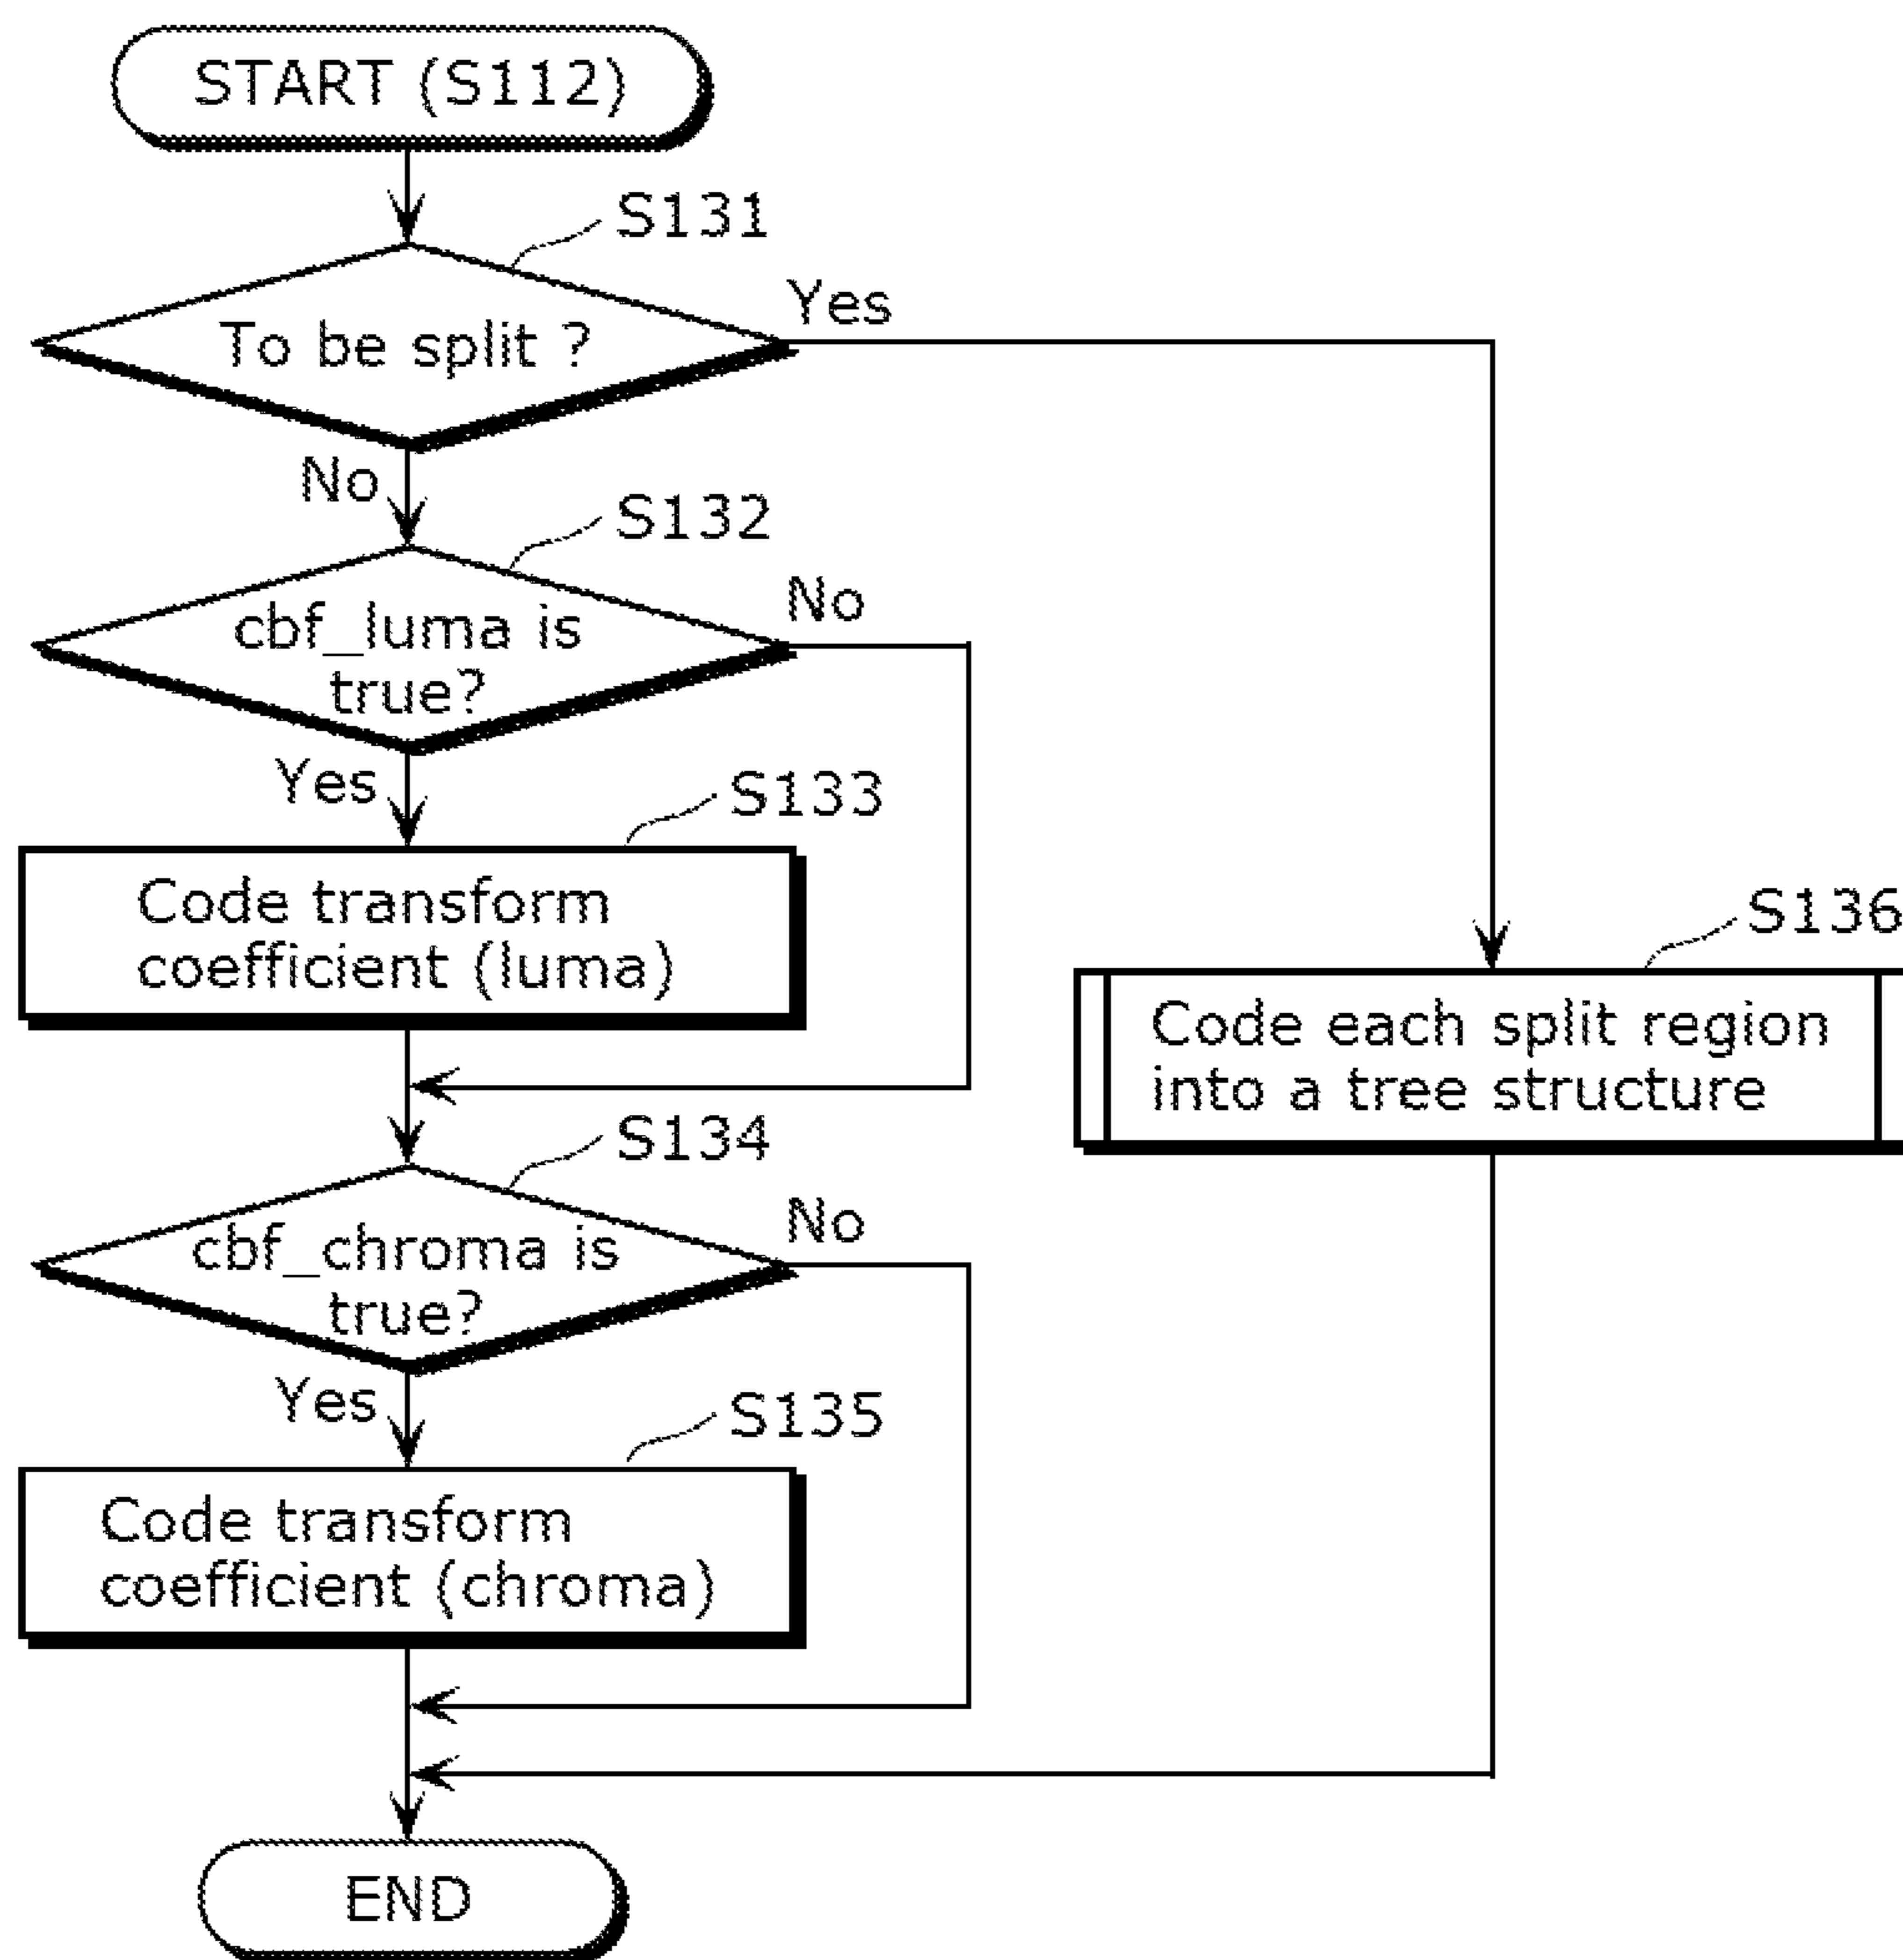 START (S112)
S131
To be split ?
Yes
No
S132
cbf_luma is
true?
No
Yes
S133
Code transform
coefficient (luma)
S136
Code each split region
into a tree structure
S134
cbf_chroma is
true?
No
Yes
S135
Code transform
coefficient (chroma)
END